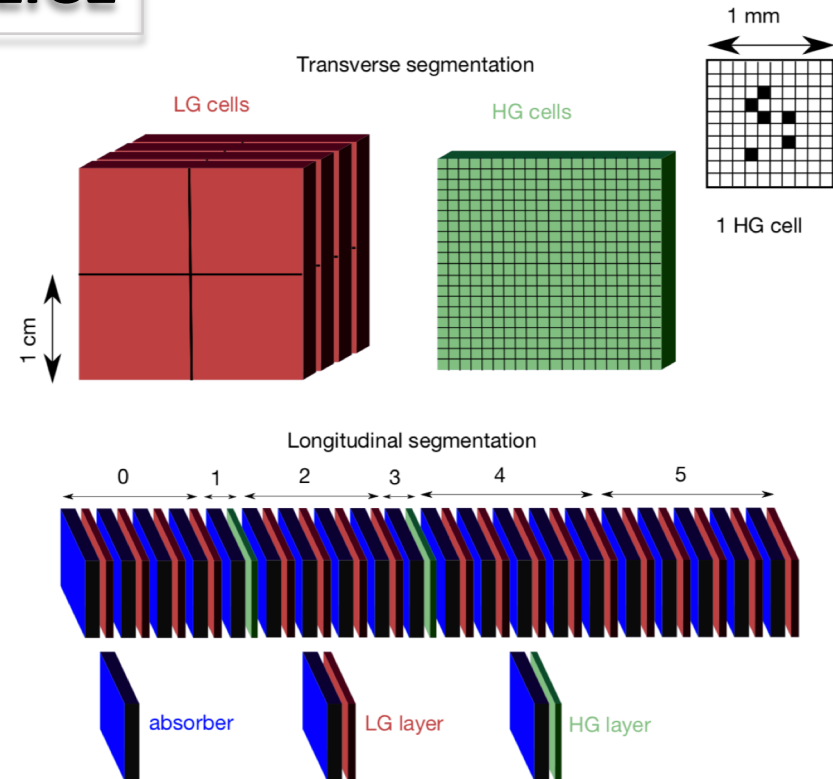 1 mm
Transverse segmentation
LG cells
HG cells
1 HG cell
1 cm
Longitudinal segmentation
0 1 2 3 4 5
absorber
LG layer
HG layer